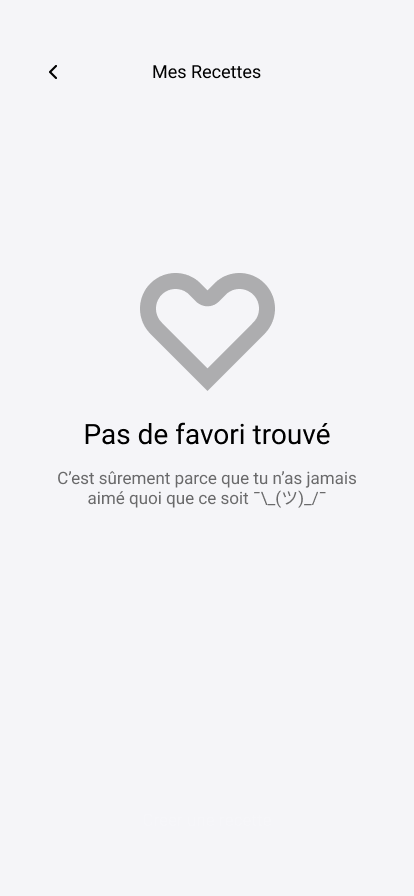 Mes Recettes
Pas de favori trouvé
C’est sûrement parce que tu n’as jamais
aimé quoi que ce soit ¯\_(ツ)_/¯